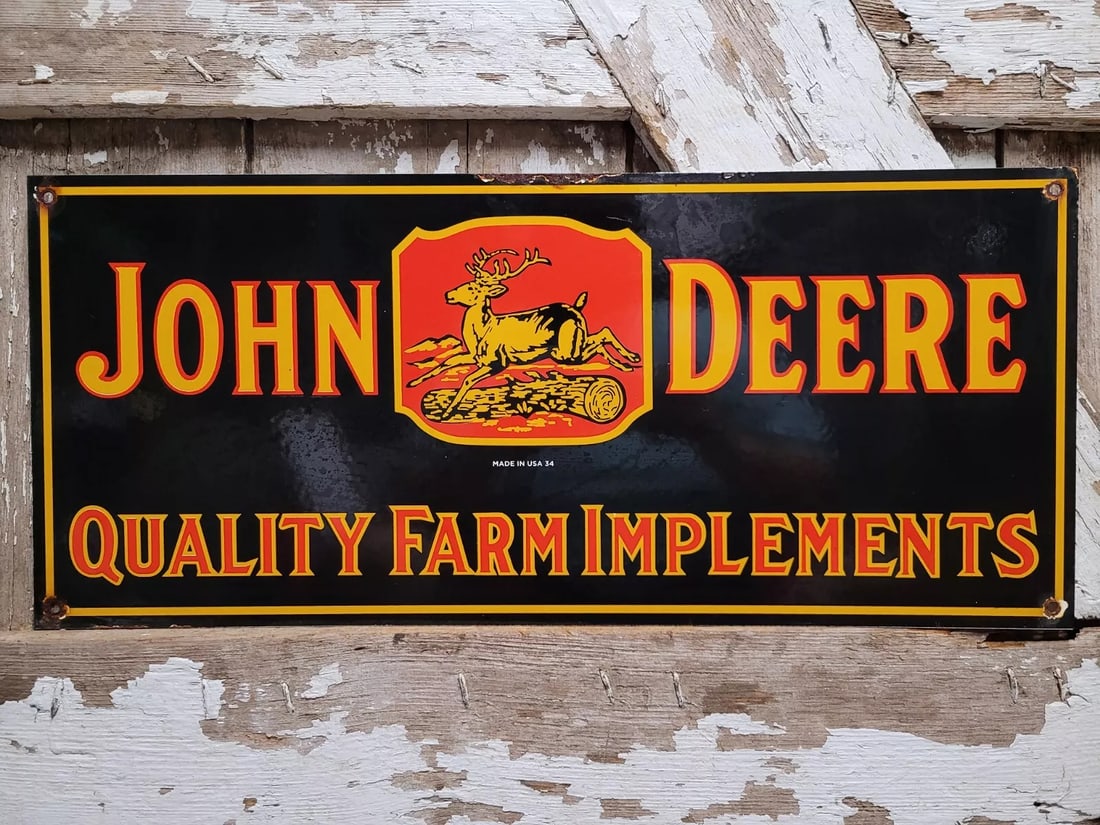 JOHN DEERE
MADE IN USA 34
QUALITY FARM IMPLEMENTS